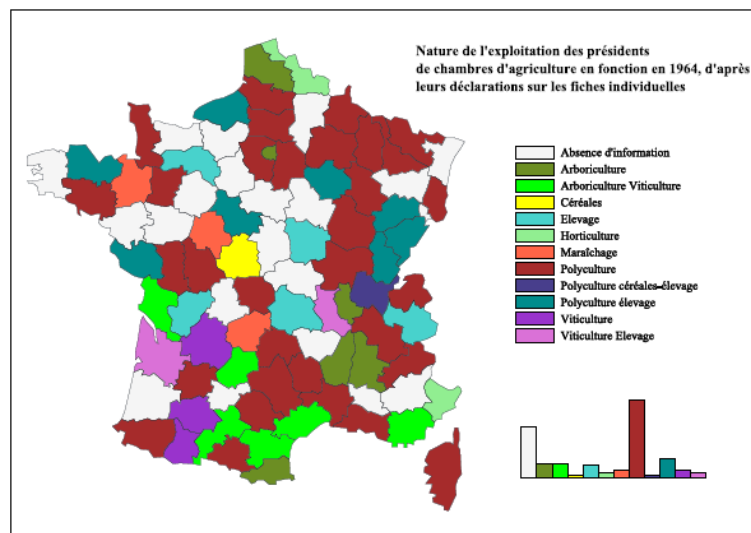 Nature de l'exploitation des présidents
de chambres d'agriculture en fonction en 1964, d'après
leurs déclarations sur les fiches individuelles
Absence d'information
Arboriculture
Arboriculture Viticulture
Céréales
Elevage
Horticulture
Maraîchage
Polyculture
Polyculture céréales-élevage
Polyculture élevage
Viticulture
Viticulture Elevage